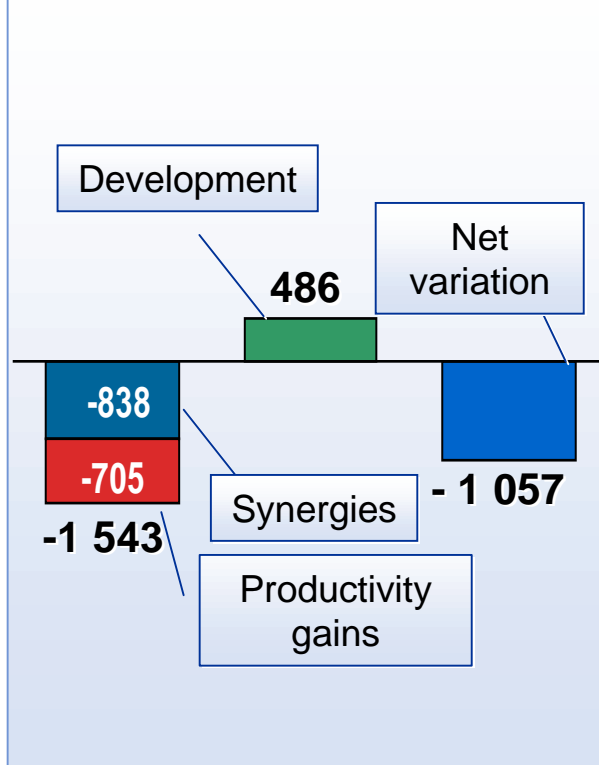 Development
Net
variation
486
-838
-705
-1 543
Synergies
- 1 057
Productivity
gains